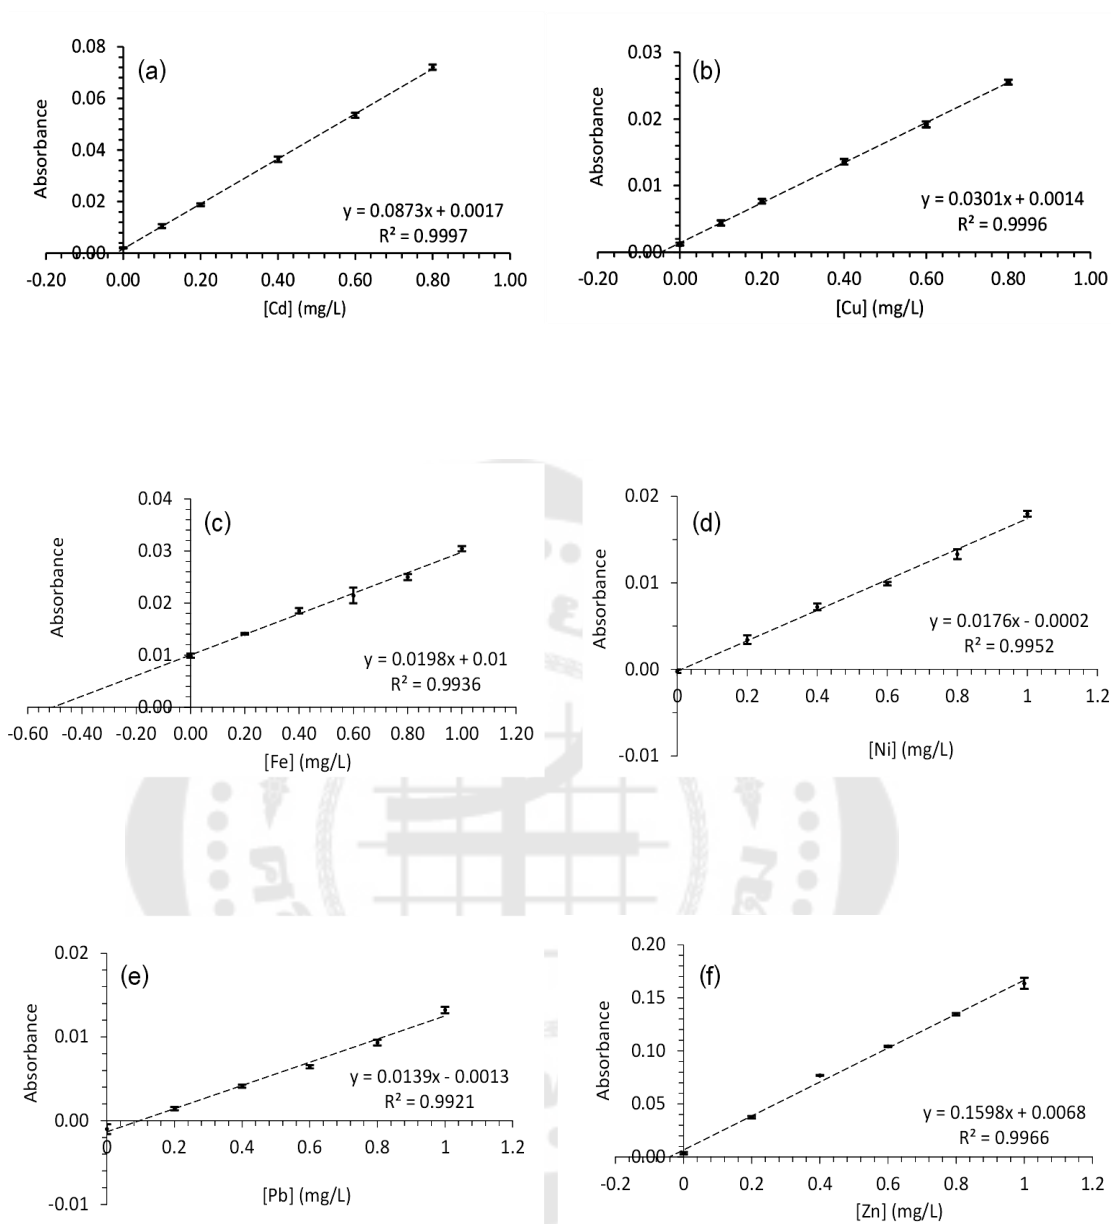 (a)
Absorbance
0.08
0.06
0.04
0.02
0.00
y = 0.0873x + 0.0017
R² = 0.9997
-0.20 0.00 0.20 0.40 0.60 0.80 1.00
[Cd] (mg/L)
(b)
Absorbance
0.03
0.02
0.01
0.00
y = 0.0301x + 0.0014
R² = 0.9996
-0.20 0.00 0.20 0.40 0.60 0.80 1.00
[Cu] (mg/L)
(c)
Absorbance
0.04
0.03
0.02
0.01
0.00
y = 0.0198x + 0.01
R² = 0.9936
-0.60 -0.40 -0.20 0.00 0.20 0.40 0.60 0.80 1.00 1.20
[Fe] (mg/L)
(d)
Absorbance
0.02
0.01
0.00
-0.01
y = 0.0176x - 0.0002
R² = 0.9952
0 0.2 0.4 0.6 0.8 1 1.2
[Ni] (mg/L)
(e)
Absorbance
0.02
0.01
0.00
-0.01
y = 0.0139x - 0.0013
R² = 0.9921
0 0.2 0.4 0.6 0.8 1 1.2
[Pb] (mg/L)
(f)
Absorbance
0.20
0.15
0.10
0.05
0.00
y = 0.1598x + 0.0068
R² = 0.9966
-0.2 0 0.2 0.4 0.6 0.8 1 1.2
[Zn] (mg/L)